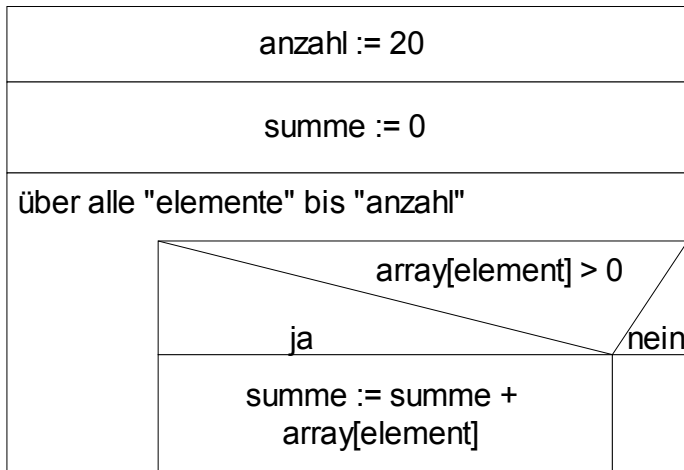 anzahl := 20
summe := 0
über alle "elemente" bis "anzahl"
array[element] > 0
ja
nein
summe := summe +
array[element]